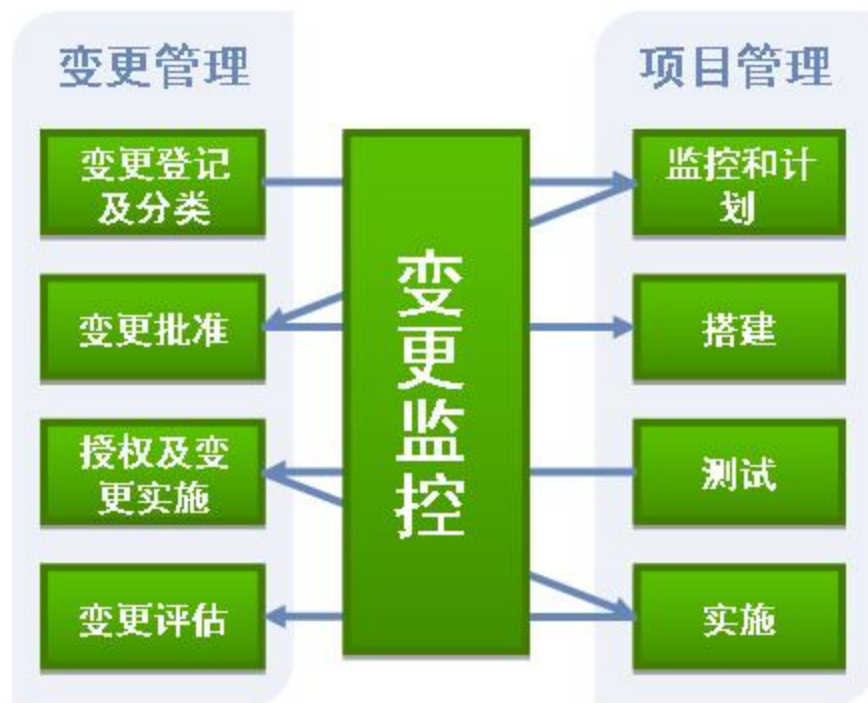 变更管理
变更登记
及分类
变更批准
授权及变
更实施
变更评估
变更监控
项目管理
监控和计
划
搭建
测试
实施